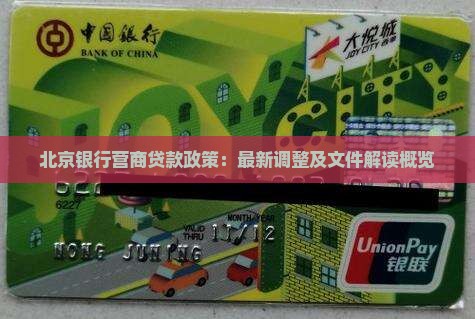 中国银行
BANK OF CHINA
大悦城
JOY CITY
JOY
CITY
北京银行营商贷款政策：最新调整及文件解读概览
6227
MONTH/YEAR
VALID
THRU
11/12
UnionPay
银联